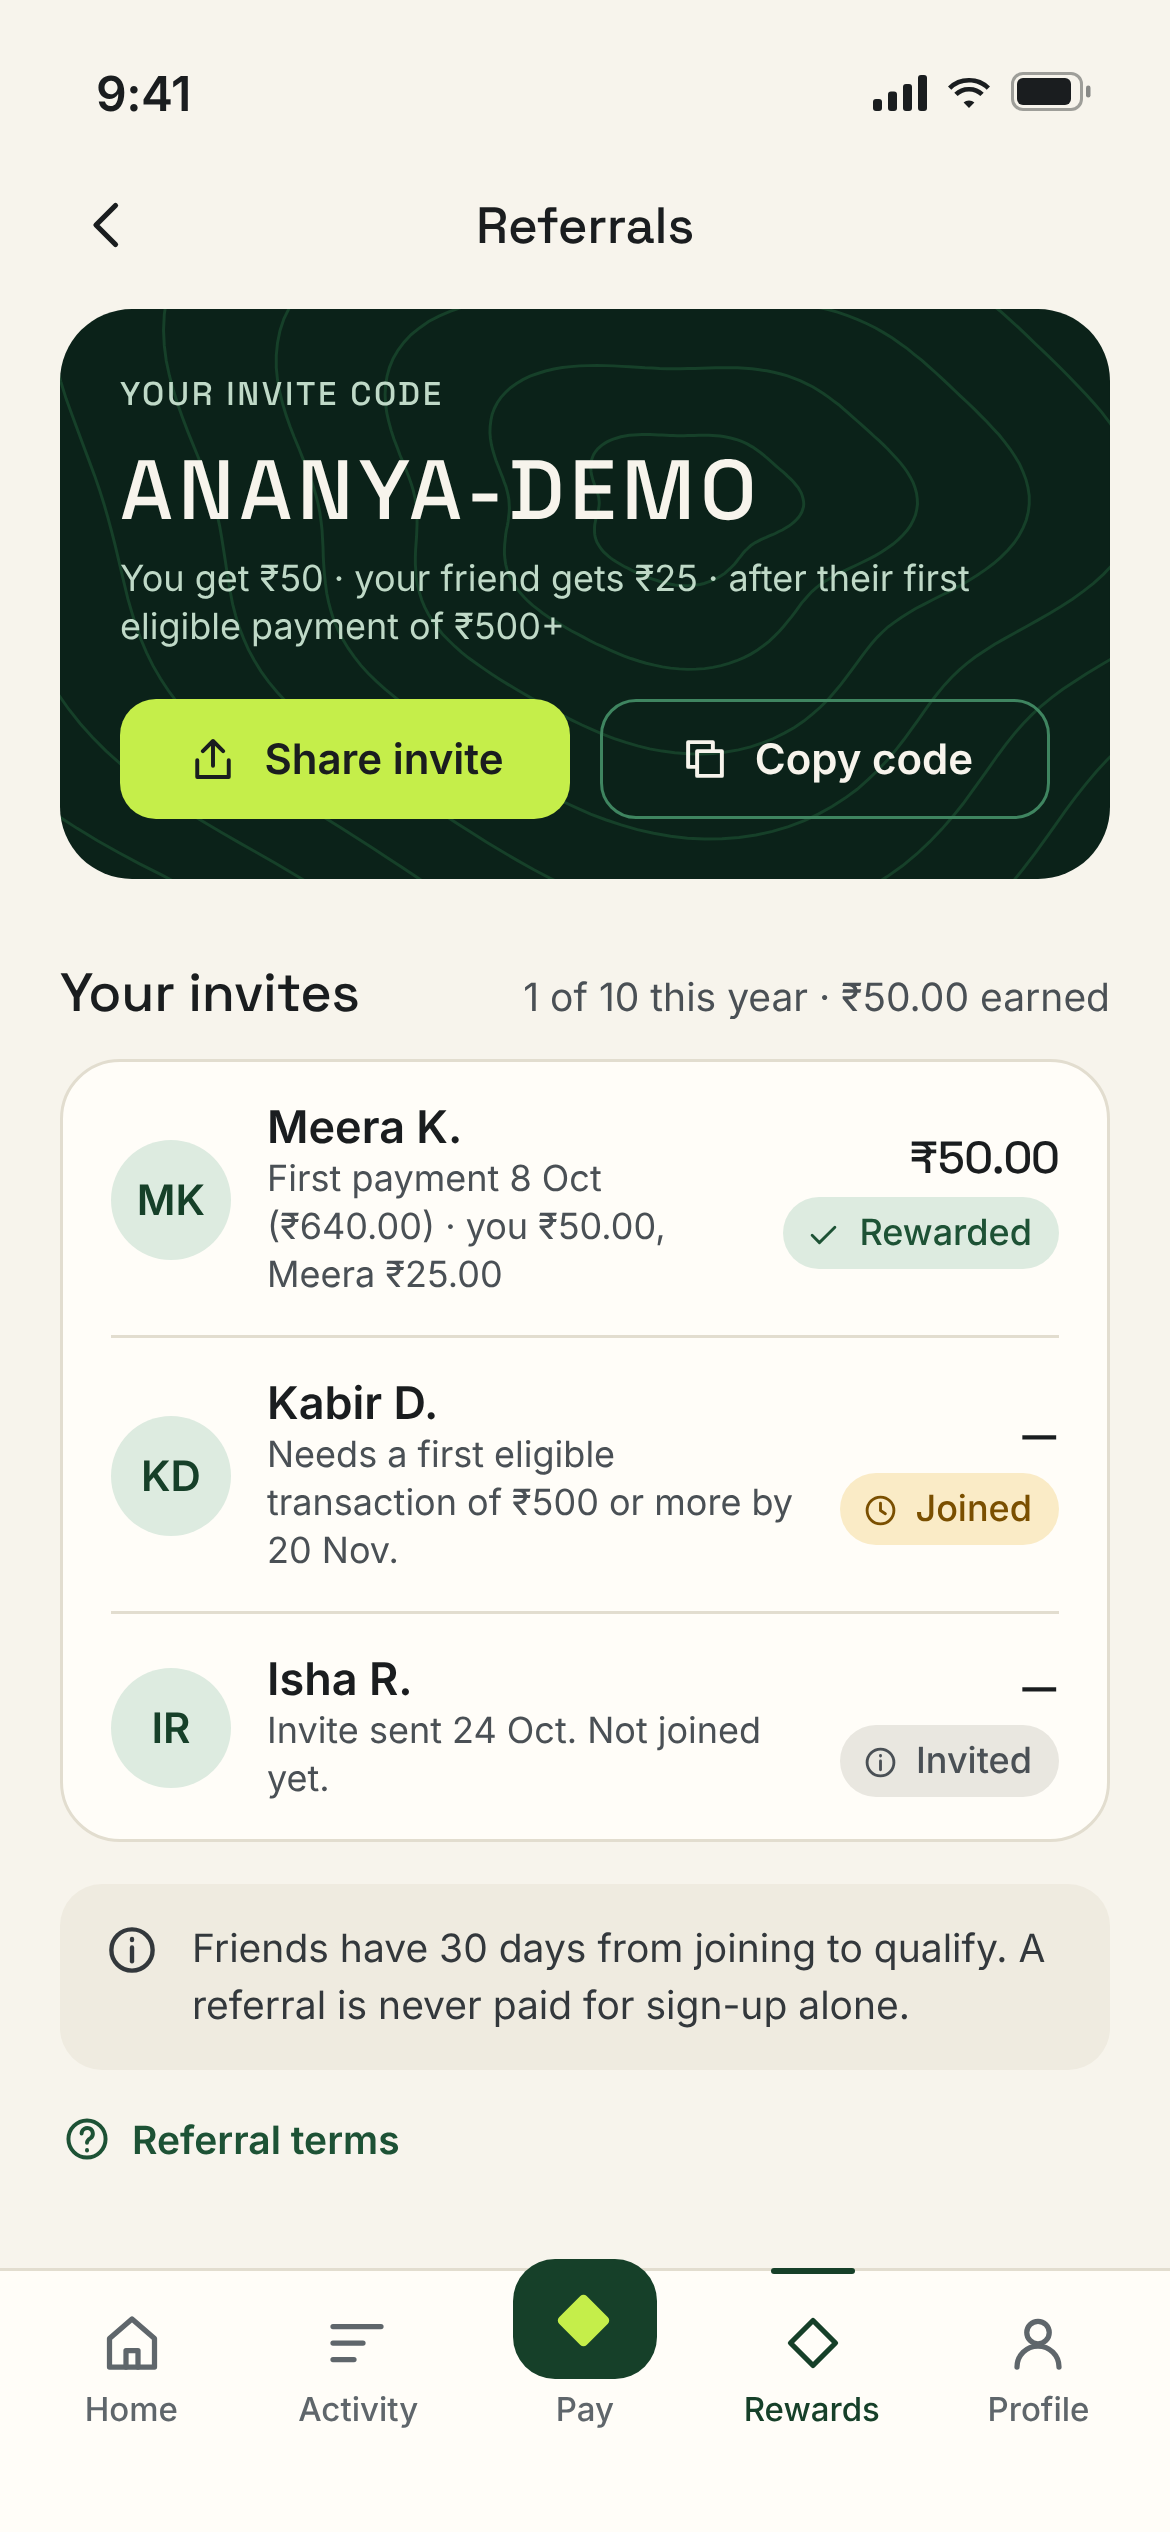 9:41
Referrals
YOUR INVITE CODE
ANANYA-DEMO
You get ₹50 · your friend gets ₹25 · after their first
eligible payment of ₹500+
Share invite
Copy code
Your invites
1 of 10 this year · ₹50.00 earned
MK
Meera K.
First payment 8 Oct
(₹640.00) · you ₹50.00,
Meera ₹25.00
₹50.00
Rewarded
KD
Kabir D.
Needs a first eligible
transaction of ₹500 or more by
20 Nov.
—
Joined
IR
Isha R.
Invite sent 24 Oct. Not joined
yet.
—
Invited
Friends have 30 days from joining to qualify. A
referral is never paid for sign-up alone.
Referral terms
Home
Activity
Pay
Rewards
Profile